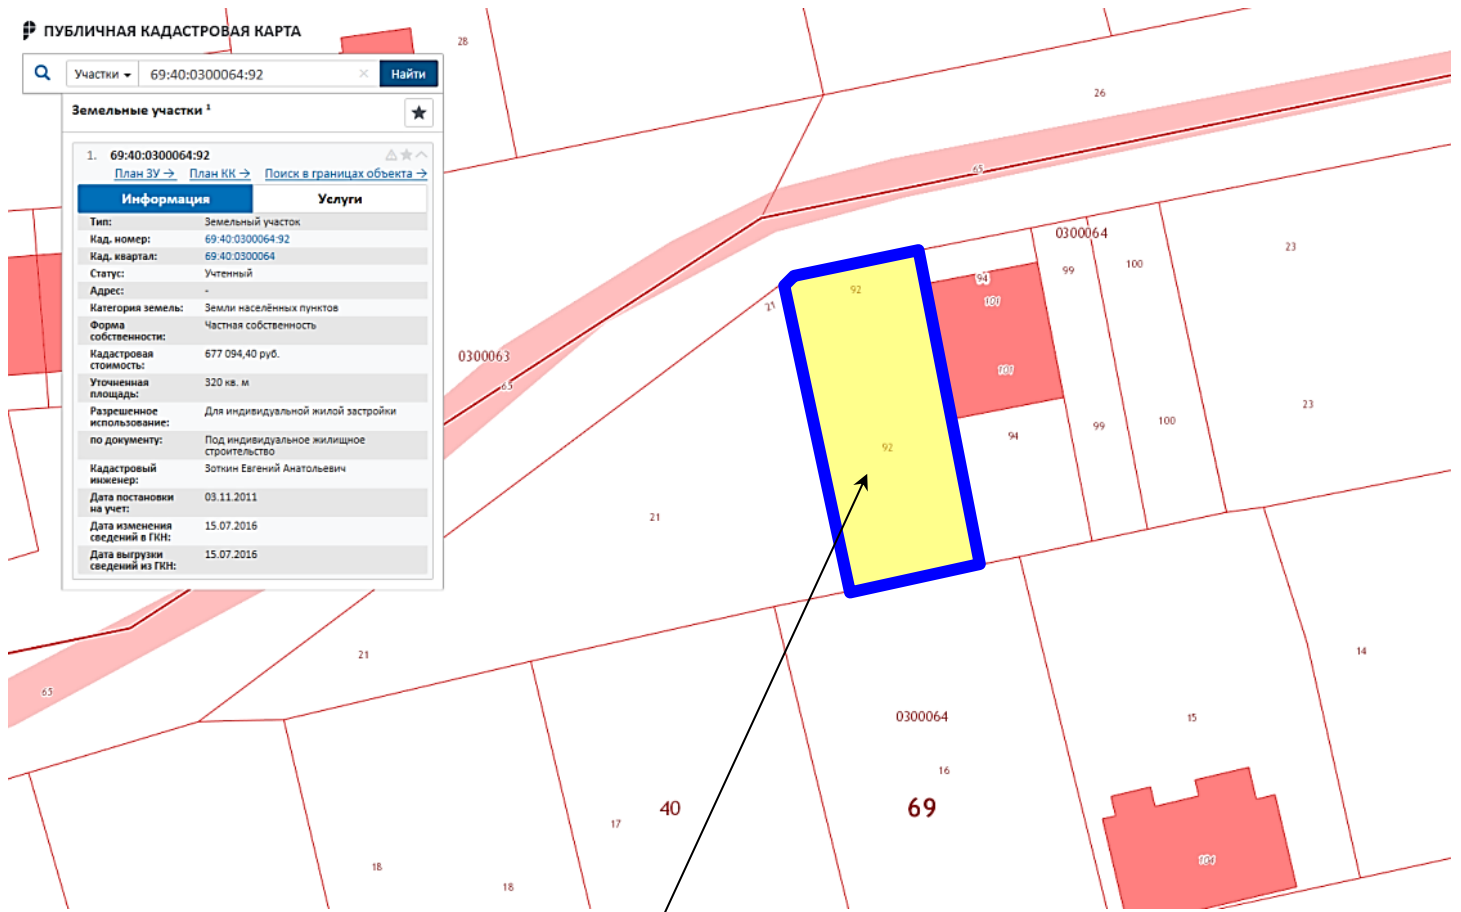 ПУБЛИЧНАЯ КАДАСТРОВАЯ КАРТА
Участки
69:40:0300064:92
Найти
Земельные участки 1
1. 69:40:0300064:92
План ЗУ → План КК → Поиск в границах объекта →
Информация
Услуги
Тип: Земельный участок
Кад. номер: 69:40:0300064:92
Кад. квартал: 69:40:0300064
Статус: Учтенный
Адрес: -
Категория земель: Земли населённых пунктов
Форма собственности: Частная собственность
Кадастровая стоимость: 677 094,40 руб.
Уточненная площадь: 320 кв. м
Разрешенное использование: Для индивидуальной жилой застройки
по документу: Под индивидуальное жилищное строительство
Кадастровый инженер: Зоткин Евгений Анатольевич
Дата постановки на учет: 03.11.2011
Дата изменения сведений в ГКН: 15.07.2016
Дата выгрузки сведений из ГКН: 15.07.2016
28
26
65
0300064
23
99
100
94
101
92
21
0300063
65
101
23
100
99
94
92
21
21
14
65
0300064
15
16
40
69
17
104
18
18